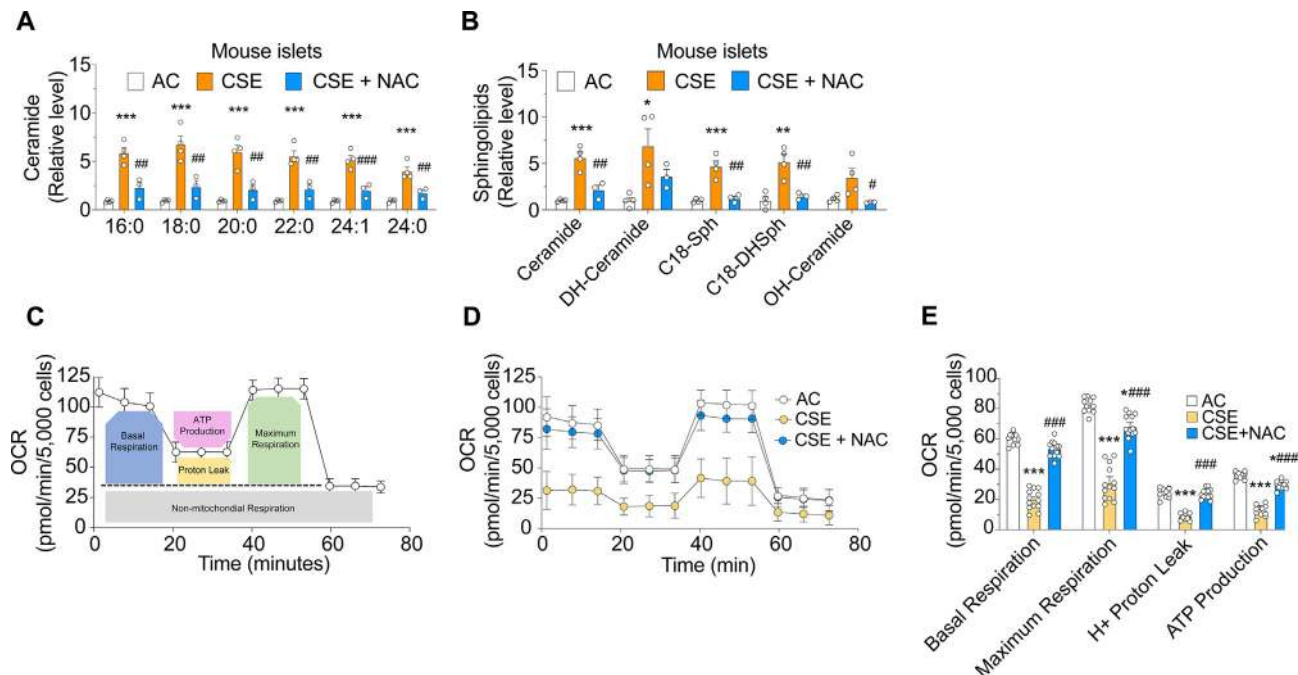 A
Mouse islets
AC CSE CSE + NAC
Ceramide
(Relative level)
15
10
5
0
*** *** *** *** *** ***
## ## ## ## ### ##
16:0 18:0 20:0 22:0 24:1 24:0
B
Mouse islets
AC CSE CSE + NAC
Sphingolipids
(Relative level)
15
10
5
0
*** * *** **
## ## ## #
Ceramide
DH-Ceramide
C18-Sph
C18-DHSph
OH-Ceramide
C
OCR
(pmol/min/5,000 cells)
125
100
75
50
25
0
Basal
Respiration
ATP
Production
Proton Leak
Maximum
Respiration
Non-mitochondrial Respiration
0 20 40 60 80
Time (minutes)
D
OCR
(pmol/min/5,000 cells)
125
100
75
50
25
0
AC
CSE
CSE + NAC
0 20 40 60 80
Time (min)
E
OCR
(pmol/min/5,000 cells)
100
80
60
40
20
0
AC
CSE
CSE+NAC
*** ### *** *### *** ### *** *###
Basal Respiration
Maximum Respiration
H+ Proton Leak
ATP Production